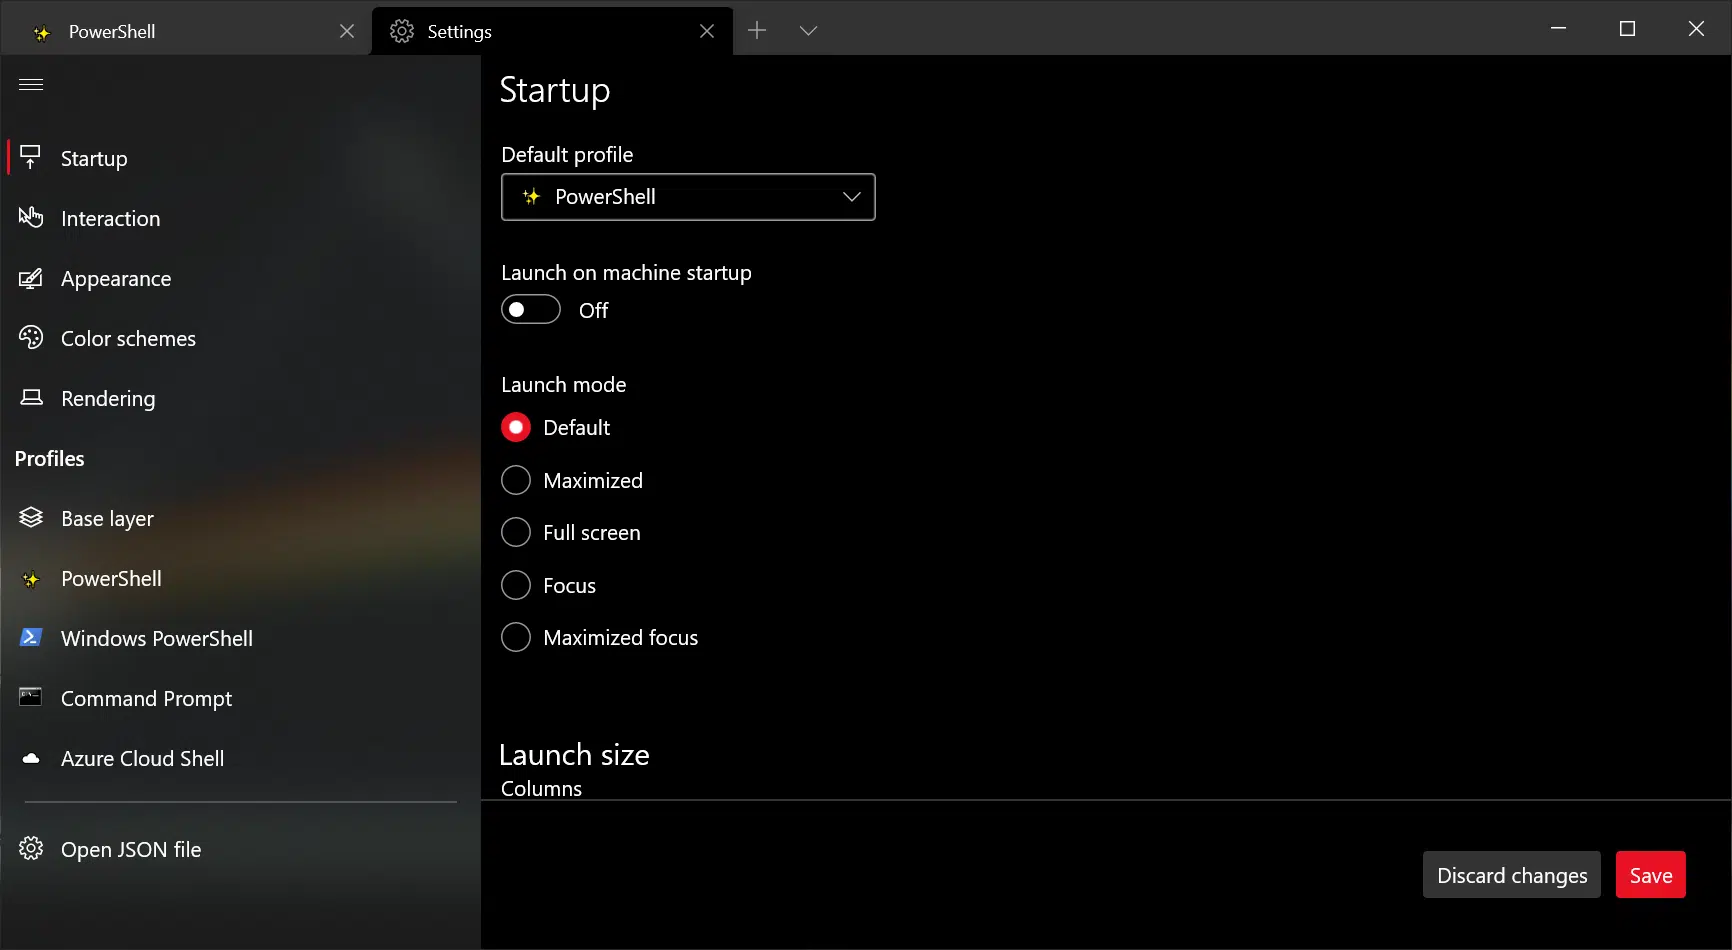 PowerShell
Settings
Startup
Interaction
Appearance
Color schemes
Rendering
Profiles
Base layer
PowerShell
Windows PowerShell
Command Prompt
Azure Cloud Shell
Open JSON file
Startup
Default profile
PowerShell
Launch on machine startup
Off
Launch mode
Default
Maximized
Full screen
Focus
Maximized focus
Launch size
Columns
Discard changes
Save